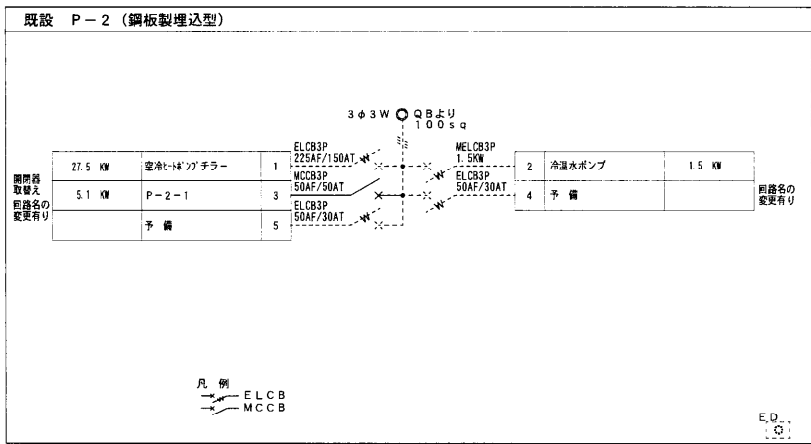 既設 P-2 (鋼板製埋込型)
3φ3W QBより
100sq
ELCB3P
225AF/150AT
MELCB3P
1.5KW
27.5 KW 空冷ヒートポンプチラー 1
2 冷温水ポンプ 1.5 KW
開閉器
取替え
回路名の
変更有り
MCCB3P
50AF/50AT
ELCB3P
50AF/30AT
5.1 KW P-2-1 3
4 予備
回路名の
変更有り
ELCB3P
50AF/30AT
予備 5
凡例
ELCB
MCCB
ED